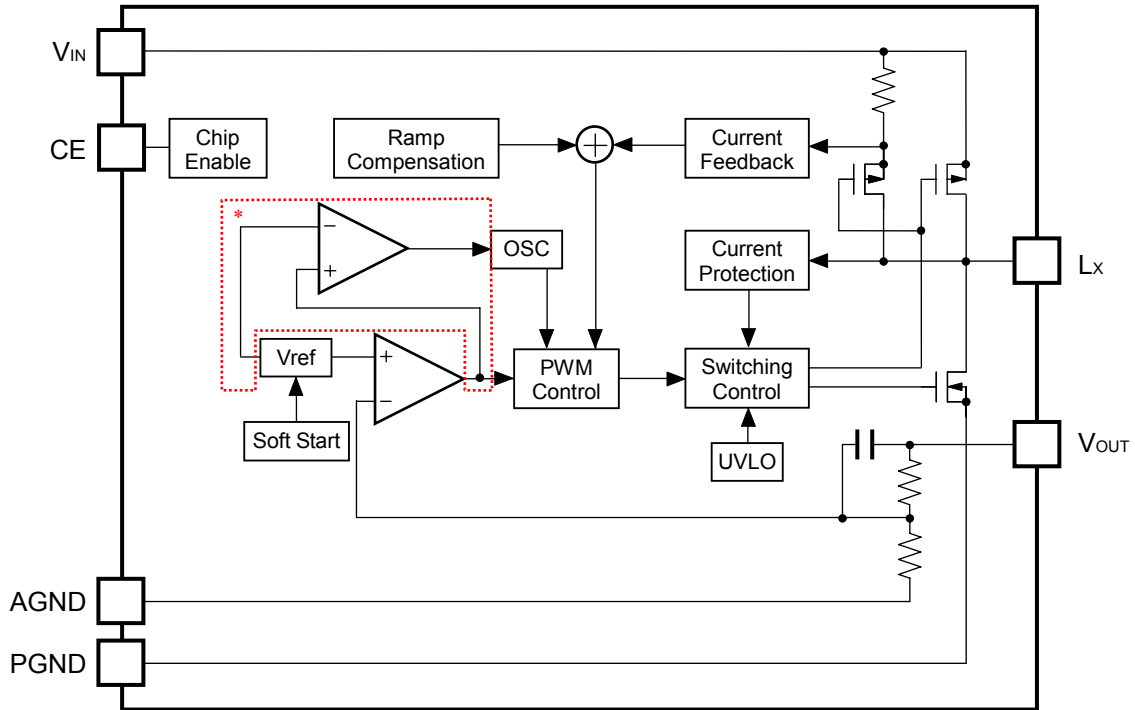 VIN
CE
Chip
Enable
Ramp
Compensation
+
Current
Feedback
*
−
+
OSC
Current
Protection
LX
Vref
+
−
PWM
Control
Switching
Control
Soft Start
UVLO
VOUT
AGND
PGND